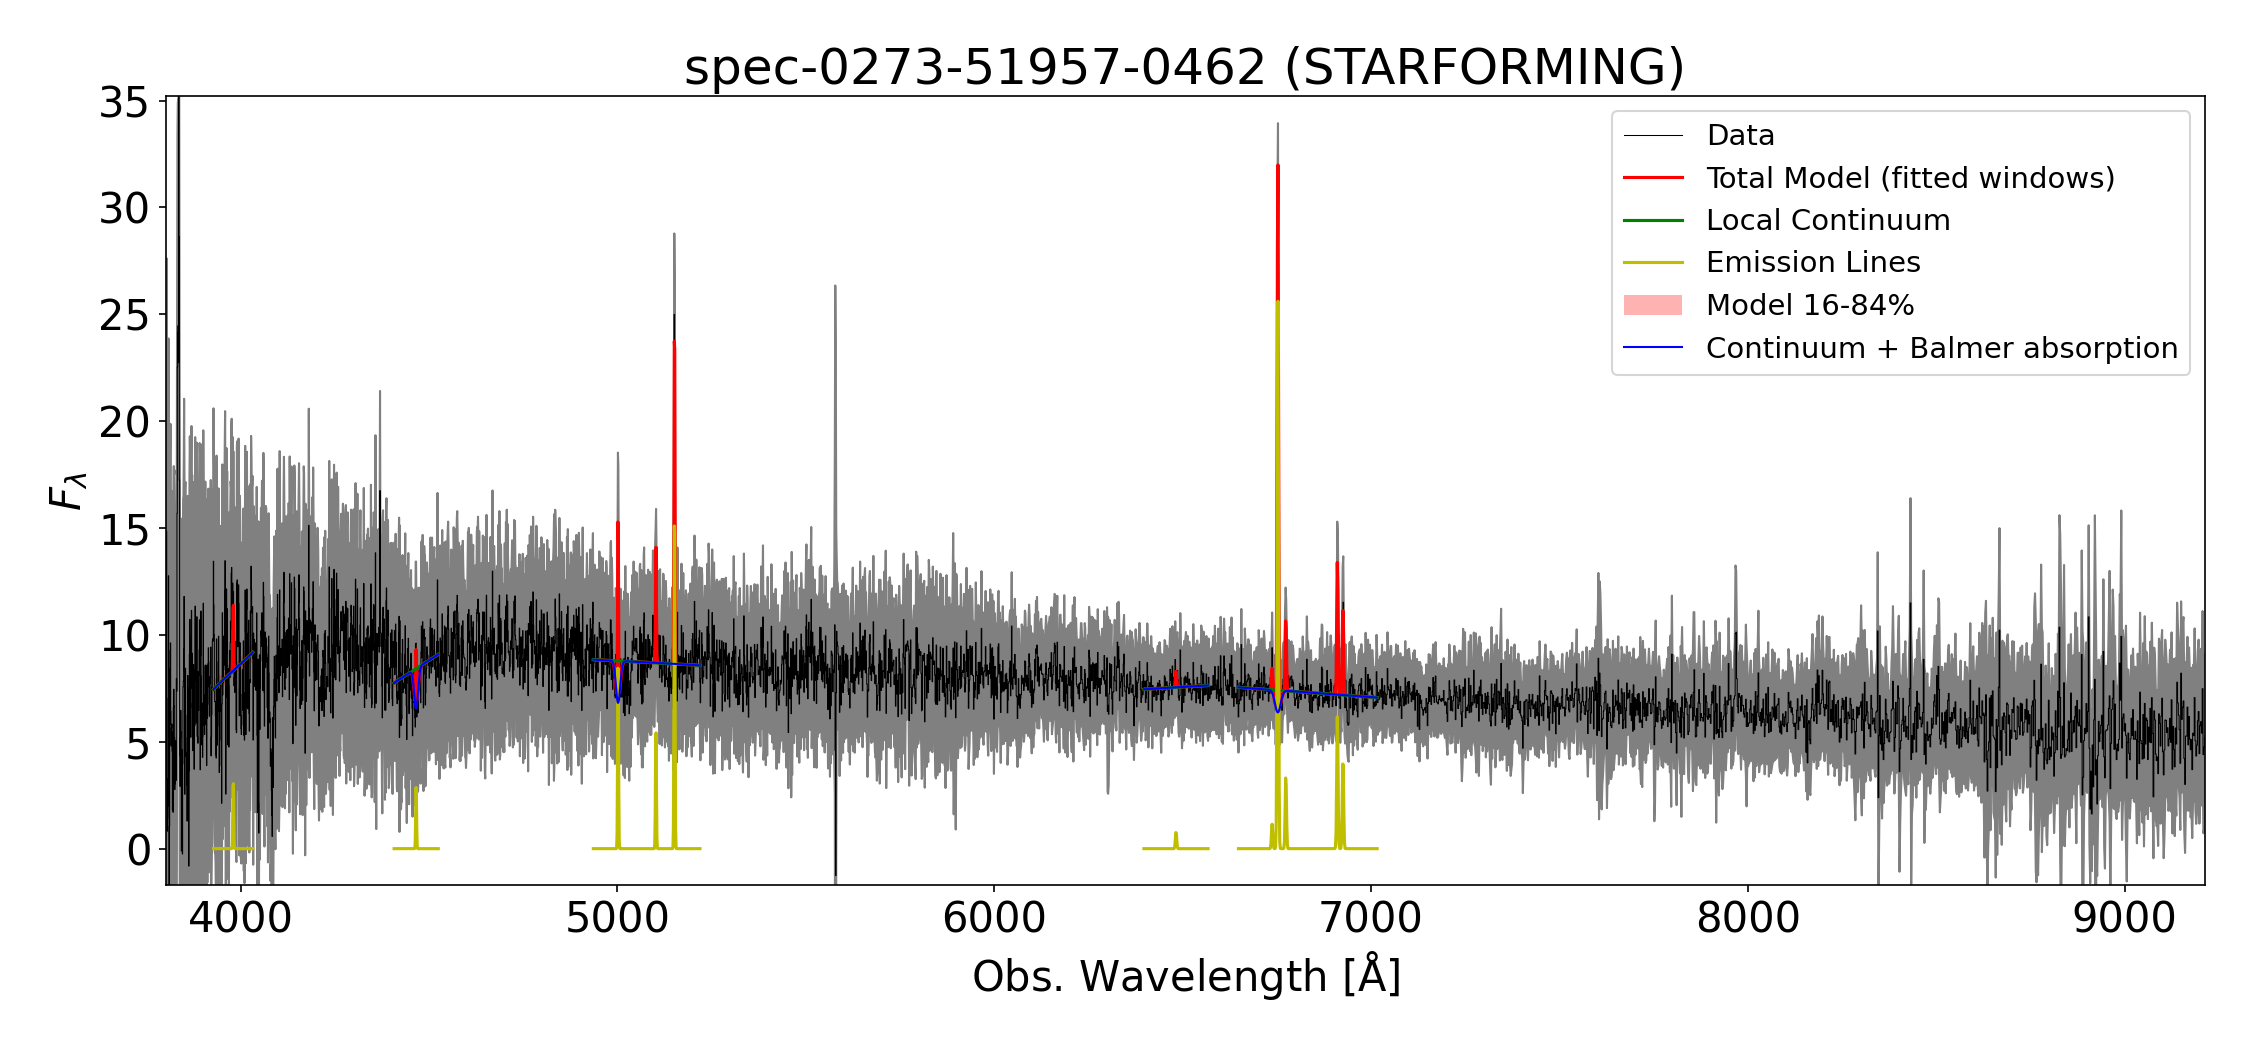 spec-0273-51957-0462 (STARFORMING)
35
30
25
20
15
10
5
0
Fλ
Data
Total Model (fitted windows)
Local Continuum
Emission Lines
Model 16-84%
Continuum + Balmer absorption
4000 5000 6000 7000 8000 9000
Obs. Wavelength [Å]